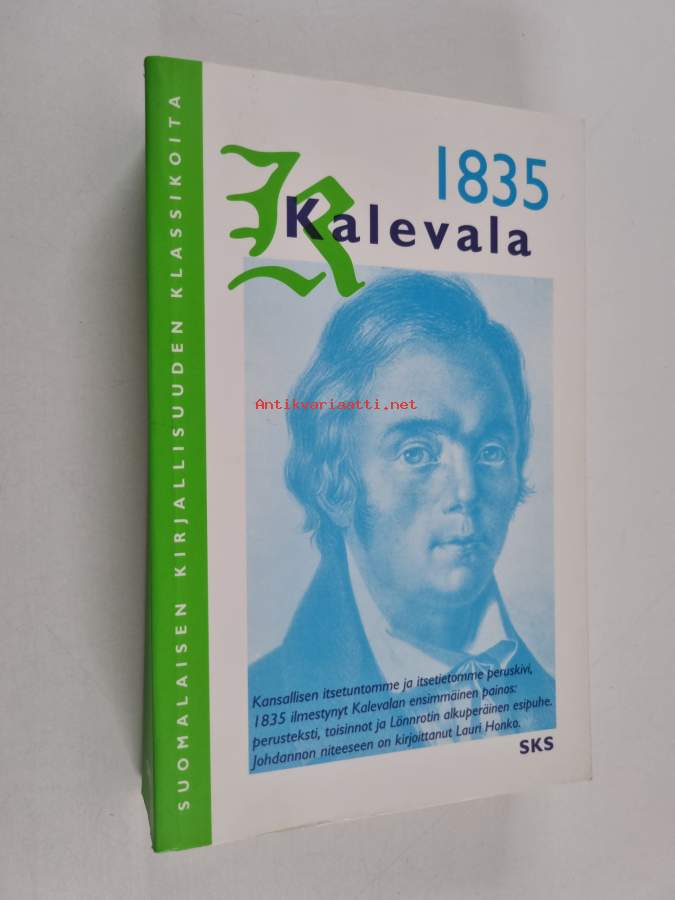 SUOMALAISEN KIRJALLISUUDEN KLASSIKOITA
1835
Kalevala
Antikvariaatti.net
Kansallisen itsetuntomme ja itsetietomme peruskivi,
1835 ilmestynyt Kalevalan ensimmäinen painos:
perusteksti, toisinnot ja Lönnrotin alkuperäinen esipuhe.
Johdannon niteeseen on kirjoittanut Lauri Honko.
SKS